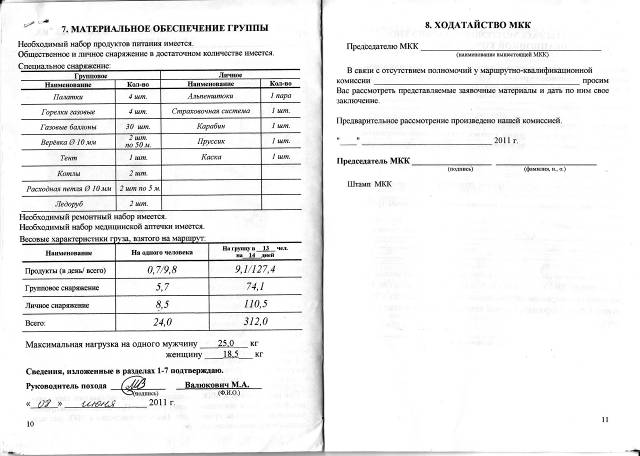 7. МАТЕРИАЛЬНОЕ ОБЕСПЕЧЕНИЕ ГРУППЫ
Необходимый набор продуктов питания имеется.
Общественное и личное снаряжение в достаточном количестве имеется.
Специальное снаряжение:
Групповое Личное
Наименование Кол-во Наименование Кол-во
Палатки 4 шт. Альпенштоки 1 пара
Горелки газовые 4 шт. Страховочная система 1 шт.
Газовые баллоны 30 шт. Карабин 1 шт.
Верёвка Ø 10 мм 2 шт. по 50 м. Пруссик 1 шт.
Тент 1 шт. Каска 1 шт.
Котлы 2 шт.
Расходная петля Ø 10 мм 2 шт по 5 м.
Ледоруб 2 шт.
Необходимый ремонтный набор имеется.
Необходимый набор медицинской аптечки имеется.
Весовые характеристики груза, взятого на маршрут:
Наименование На одного человека На группу в 13 чел. на 14 дней
Продукты (в день/ всего) 0,7/9,8 9,1/127,4
Групповое снаряжение 5,7 74,1
Личное снаряжение 8,5 110,5
Всего: 24,0 312,0
Максимальная нагрузка на одного мужчину 25,0 кг
женщину 18,5 кг
Сведения, изложенные в разделах 1-7 подтверждаю.
Руководитель похода Валюкович М.А.
(подпись) (Ф.И.О.)
« 08 » июня 2011 г.
10
8. ХОДАТАЙСТВО МКК
Председателю МКК
(наименование вышестоящей МКК)
В связи с отсутствием полномочий у маршрутно-квалификационной
комиссии просим
Вас рассмотреть представляемые заявочные материалы и дать по ним свое
заключение.
Предварительное рассмотрение произведено нашей комиссией.
" " 2011 г.
Председатель МКК
(подпись) (фамилия, и., о.)
Штамп МКК
11